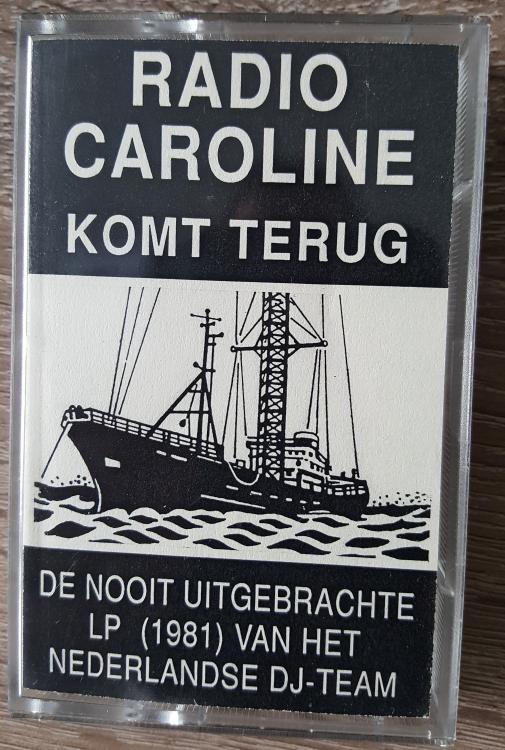 RADIO
CAROLINE
KOMT TERUG
DE NOOIT UITGEBRACHTE
LP (1981) VAN HET
NEDERLANDSE DJ-TEAM